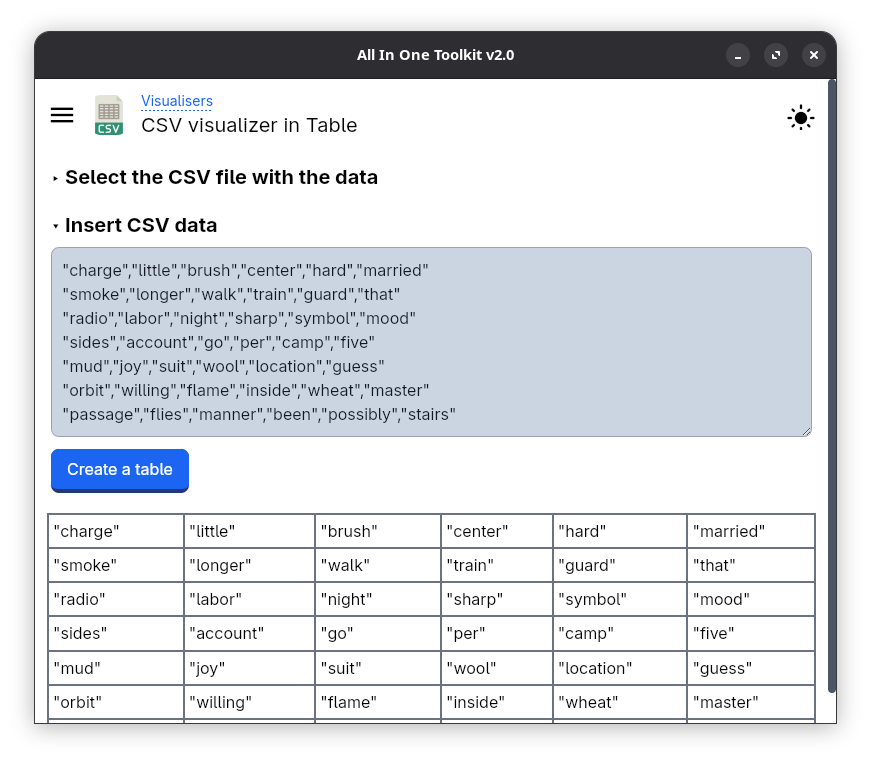 All In One Toolkit v2.0
Visualisers
CSV
CSV visualizer in Table
Select the CSV file with the data
Insert CSV data
"charge","little","brush","center","hard","married"
"smoke","longer","walk","train","guard","that"
"radio","labor","night","sharp","symbol","mood"
"sides","account","go","per","camp","five"
"mud","joy","suit","wool","location","guess"
"orbit","willing","flame","inside","wheat","master"
"passage","flies","manner","been","possibly","stairs"
Create a table
"charge" "little" "brush" "center" "hard" "married"
"smoke" "longer" "walk" "train" "guard" "that"
"radio" "labor" "night" "sharp" "symbol" "mood"
"sides" "account" "go" "per" "camp" "five"
"mud" "joy" "suit" "wool" "location" "guess"
"orbit" "willing" "flame" "inside" "wheat" "master"